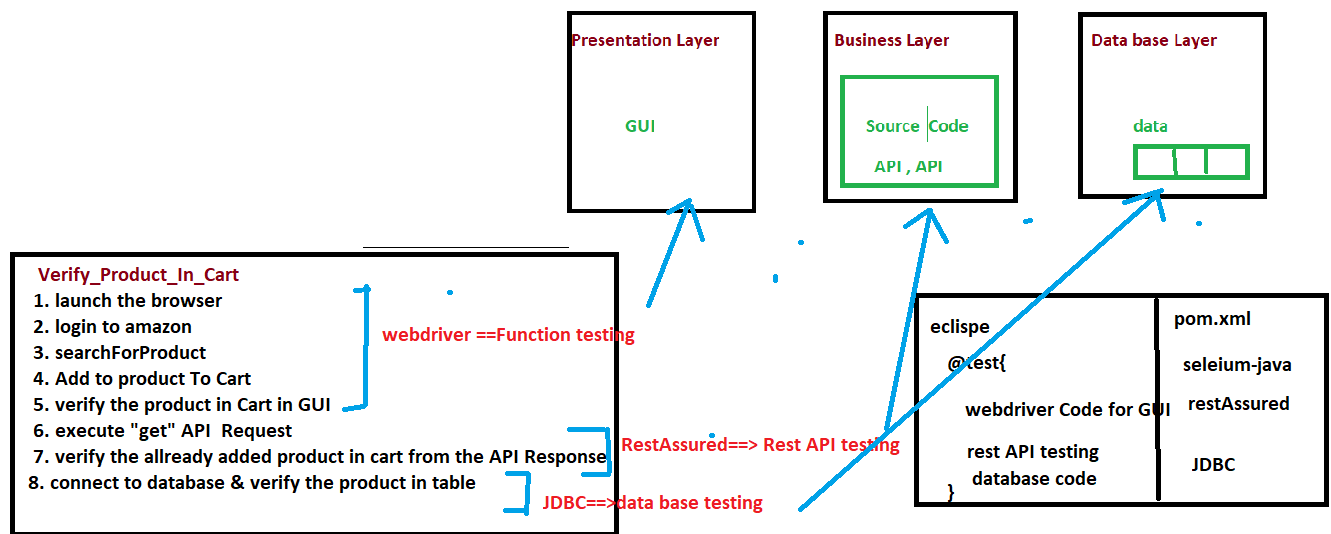 Presentation Layer
GUI
Business Layer
Source Code
API , API
Data base Layer
data
Verify_Product_In_Cart
1. launch the browser
2. login to amazon
3. searchForProduct
4. Add to product To Cart
5. verify the product in Cart in GUI
6. execute "get" API Request
7. verify the allready added product in cart from the API Response
8. connect to database & verify the product in table
webdriver ==Function testing
RestAssured==> Rest API testing
JDBC==>data base testing
eclispe
@test{
webdriver Code for GUI
rest API testing
database code
}
pom.xml
seleium-java
restAssured
JDBC